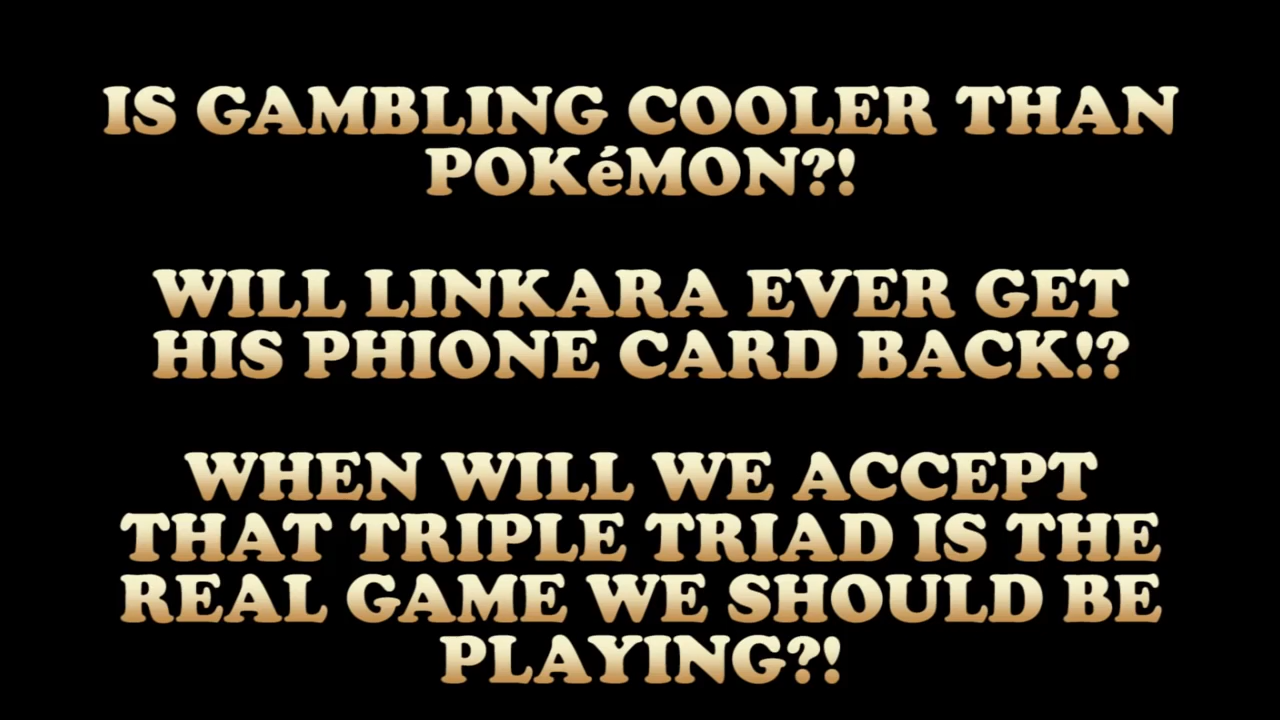 IS GAMBLING COOLER THAN
POKéMON?!
WILL LINKARA EVER GET
HIS PHIONE CARD BACK!?
WHEN WILL WE ACCEPT
THAT TRIPLE TRIAD IS THE
REAL GAME WE SHOULD BE
PLAYING?!